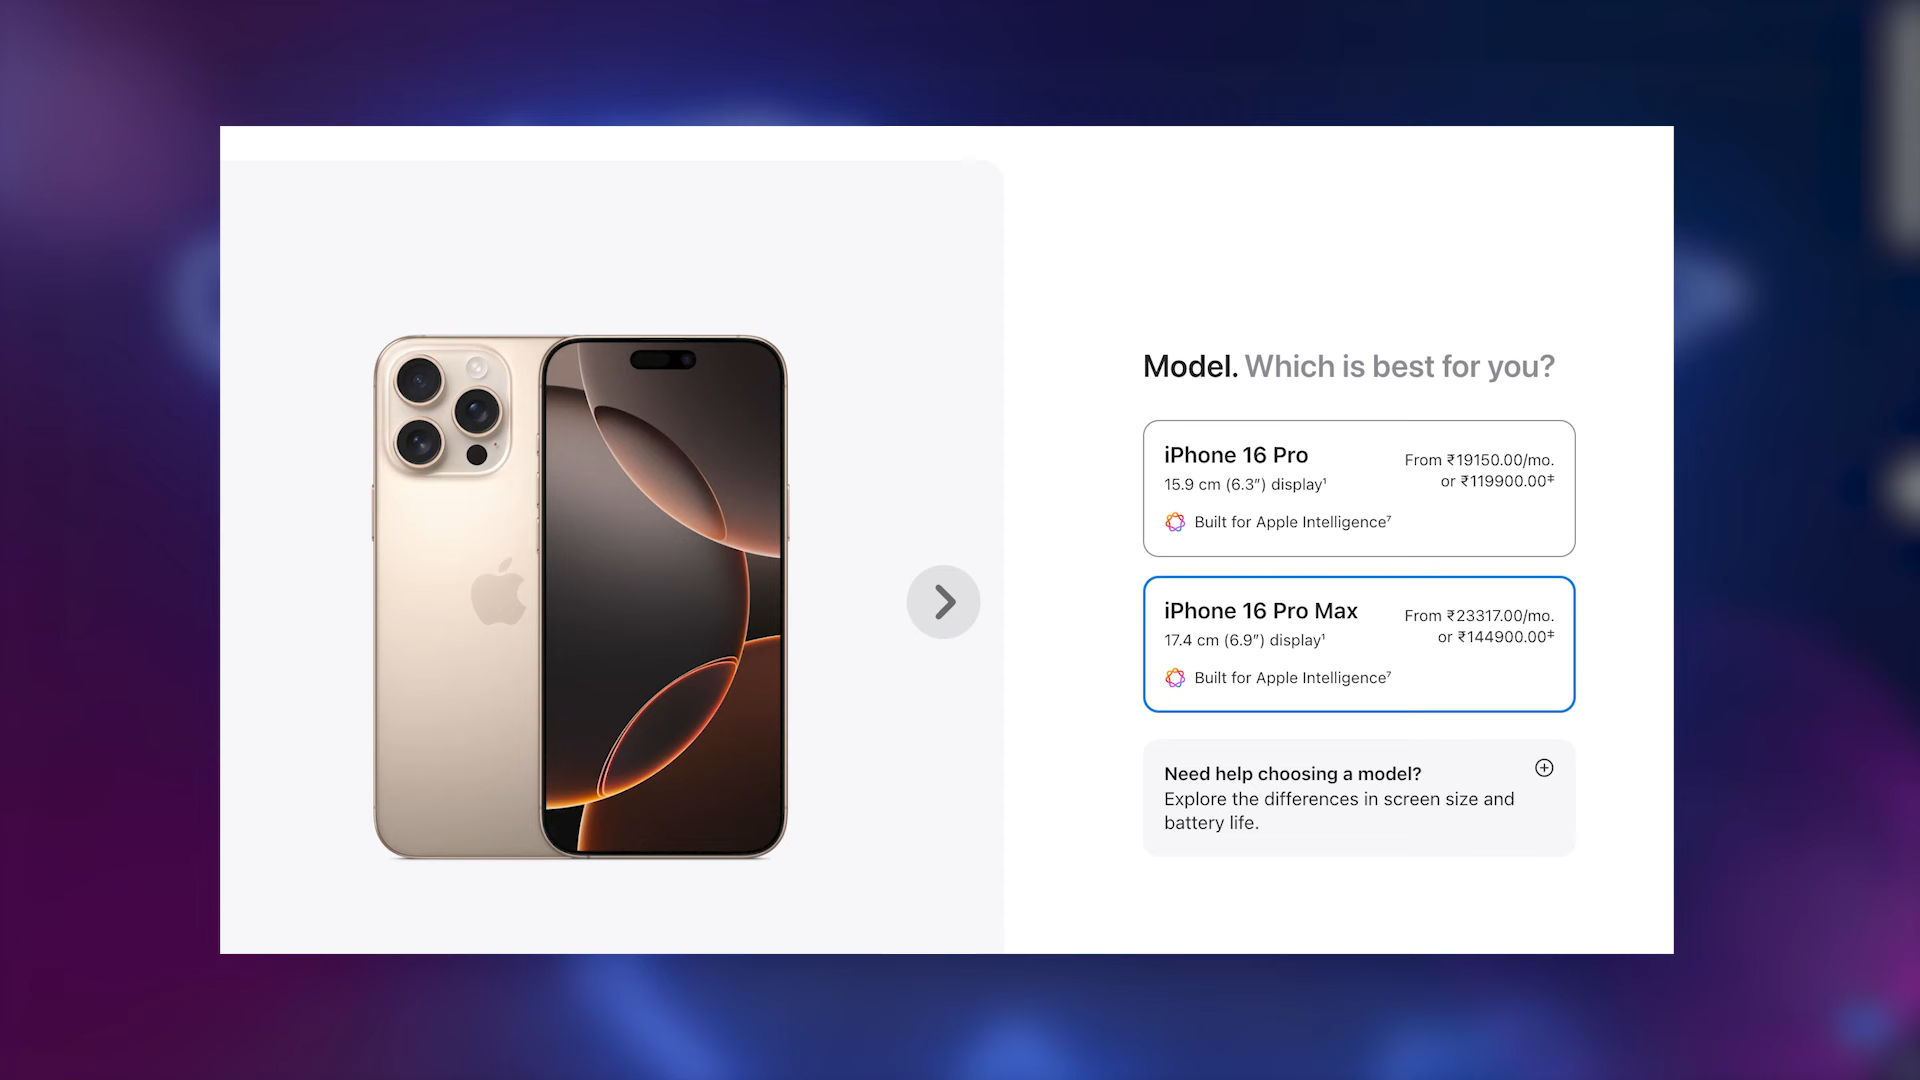 Model. Which is best for you?
iPhone 16 Pro
From ₹19150.00/mo.
15.9 cm (6.3") display¹
or ₹119900.00‡
Built for Apple Intelligence⁷
iPhone 16 Pro Max
From ₹23317.00/mo.
17.4 cm (6.9") display¹
or ₹144900.00‡
Built for Apple Intelligence⁷
Need help choosing a model?
Explore the differences in screen size and
battery life.